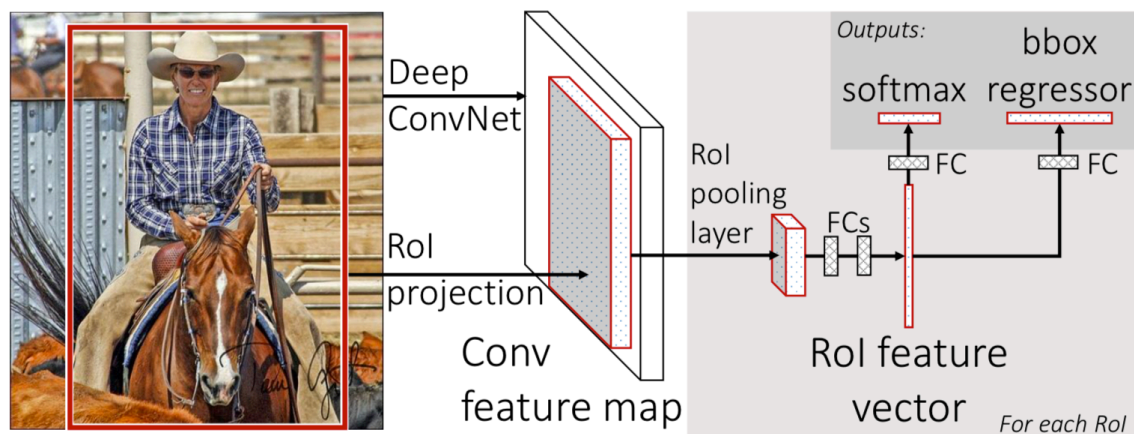 Deep
ConvNet
RoI
projection
Conv
feature map
RoI
pooling
layer
FCs
RoI feature
vector
For each RoI
Outputs:
softmax
bbox
regressor
FC
FC